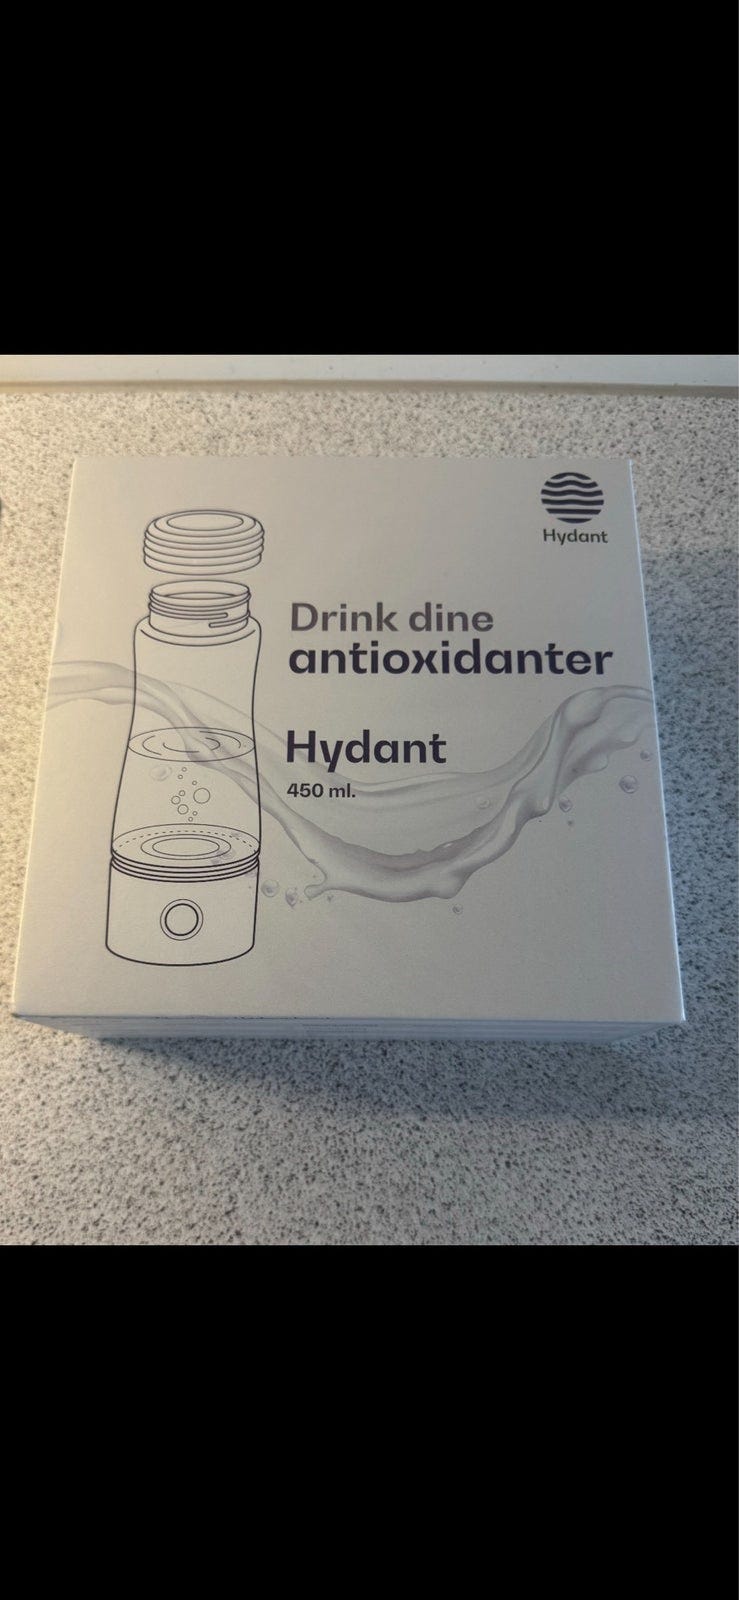 Hydant
Drink dine
antioxidanter
Hydant
450 ml.